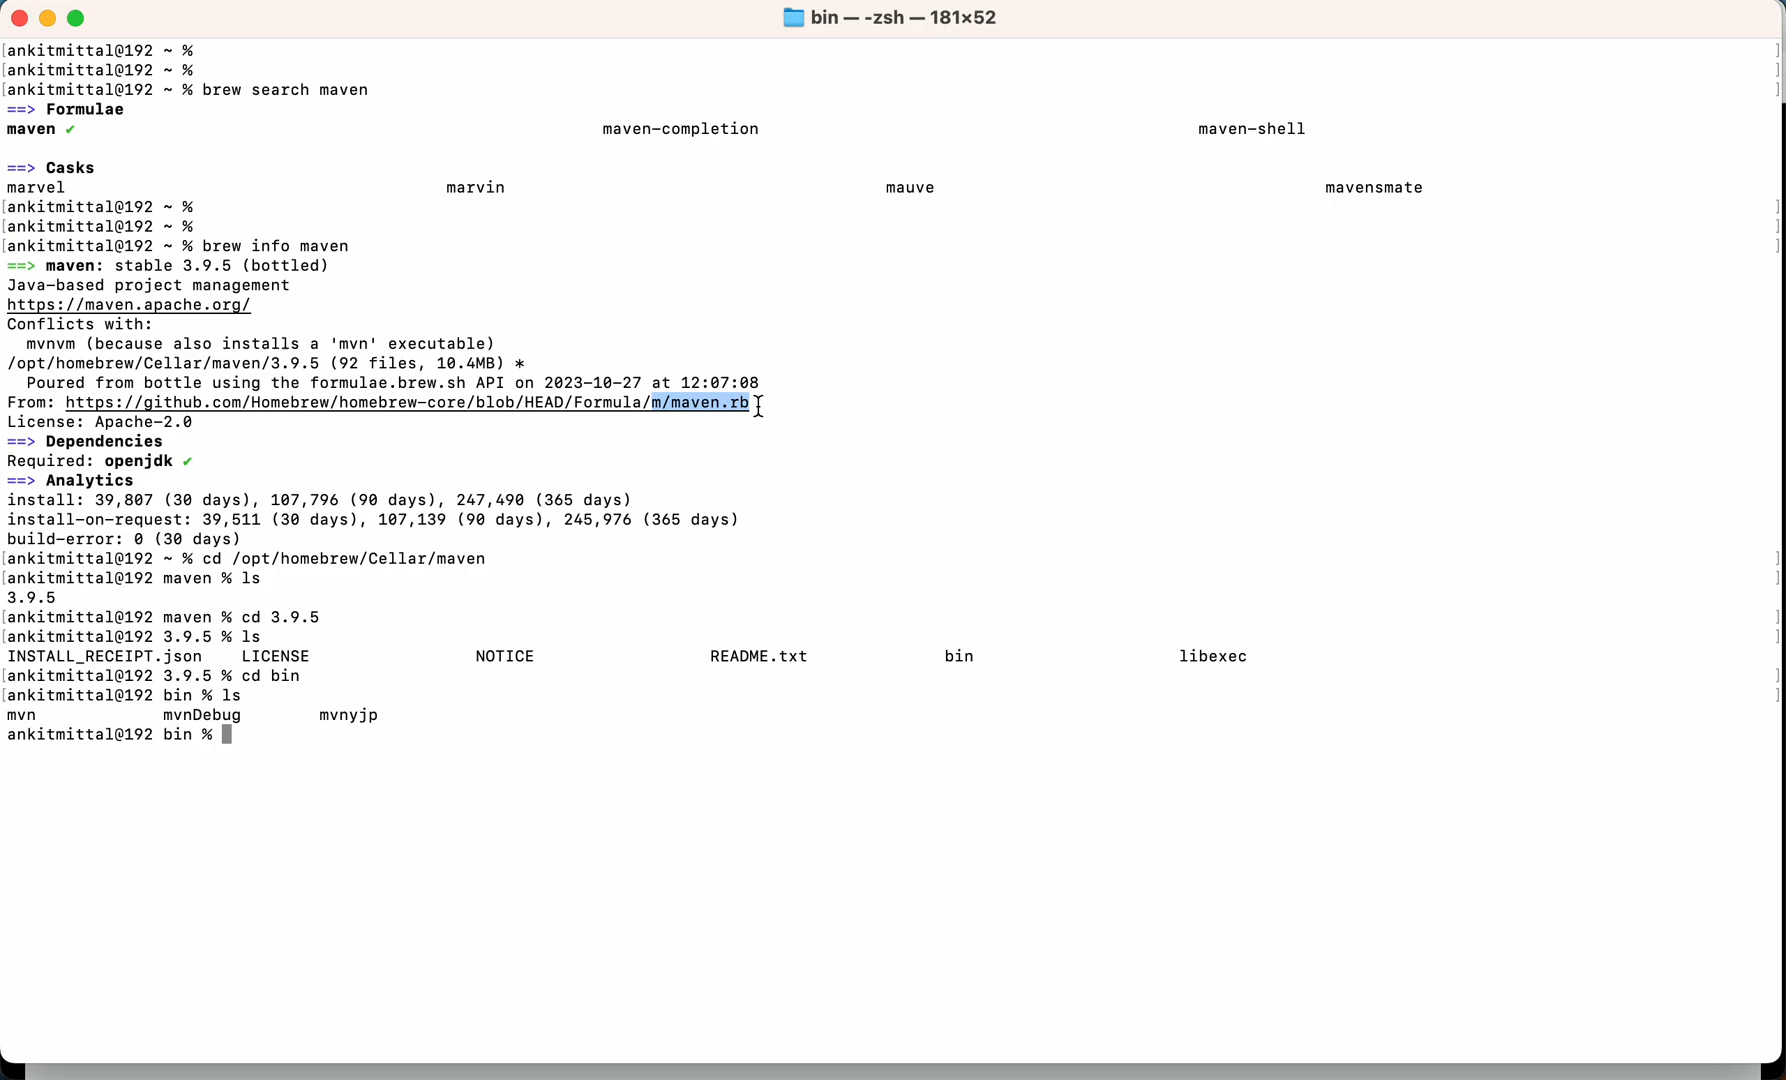 bin — -zsh — 181×52
[ankitmittal@192 ~ % ]
[ankitmittal@192 ~ % ]
[ankitmittal@192 ~ % brew search maven ]
==> Formulae
maven ✔ maven-completion maven-shell
==> Casks
marvel marvin mauve mavensmate
[ankitmittal@192 ~ % ]
[ankitmittal@192 ~ % ]
[ankitmittal@192 ~ % brew info maven ]
==> maven: stable 3.9.5 (bottled)
Java-based project management
https://maven.apache.org/
Conflicts with:
mvnvm (because also installs a 'mvn' executable)
/opt/homebrew/Cellar/maven/3.9.5 (92 files, 10.4MB) *
Poured from bottle using the formulae.brew.sh API on 2023-10-27 at 12:07:08
From: https://github.com/Homebrew/homebrew-core/blob/HEAD/Formula/m/maven.rb
License: Apache-2.0
==> Dependencies
Required: openjdk ✔
==> Analytics
install: 39,807 (30 days), 107,796 (90 days), 247,490 (365 days)
install-on-request: 39,511 (30 days), 107,139 (90 days), 245,976 (365 days)
build-error: 0 (30 days)
[ankitmittal@192 ~ % cd /opt/homebrew/Cellar/maven ]
[ankitmittal@192 maven % ls ]
3.9.5
[ankitmittal@192 maven % cd 3.9.5 ]
[ankitmittal@192 3.9.5 % ls ]
INSTALL_RECEIPT.json LICENSE NOTICE README.txt bin libexec
[ankitmittal@192 3.9.5 % cd bin ]
[ankitmittal@192 bin % ls ]
mvn mvnDebug mvnyjp
ankitmittal@192 bin %